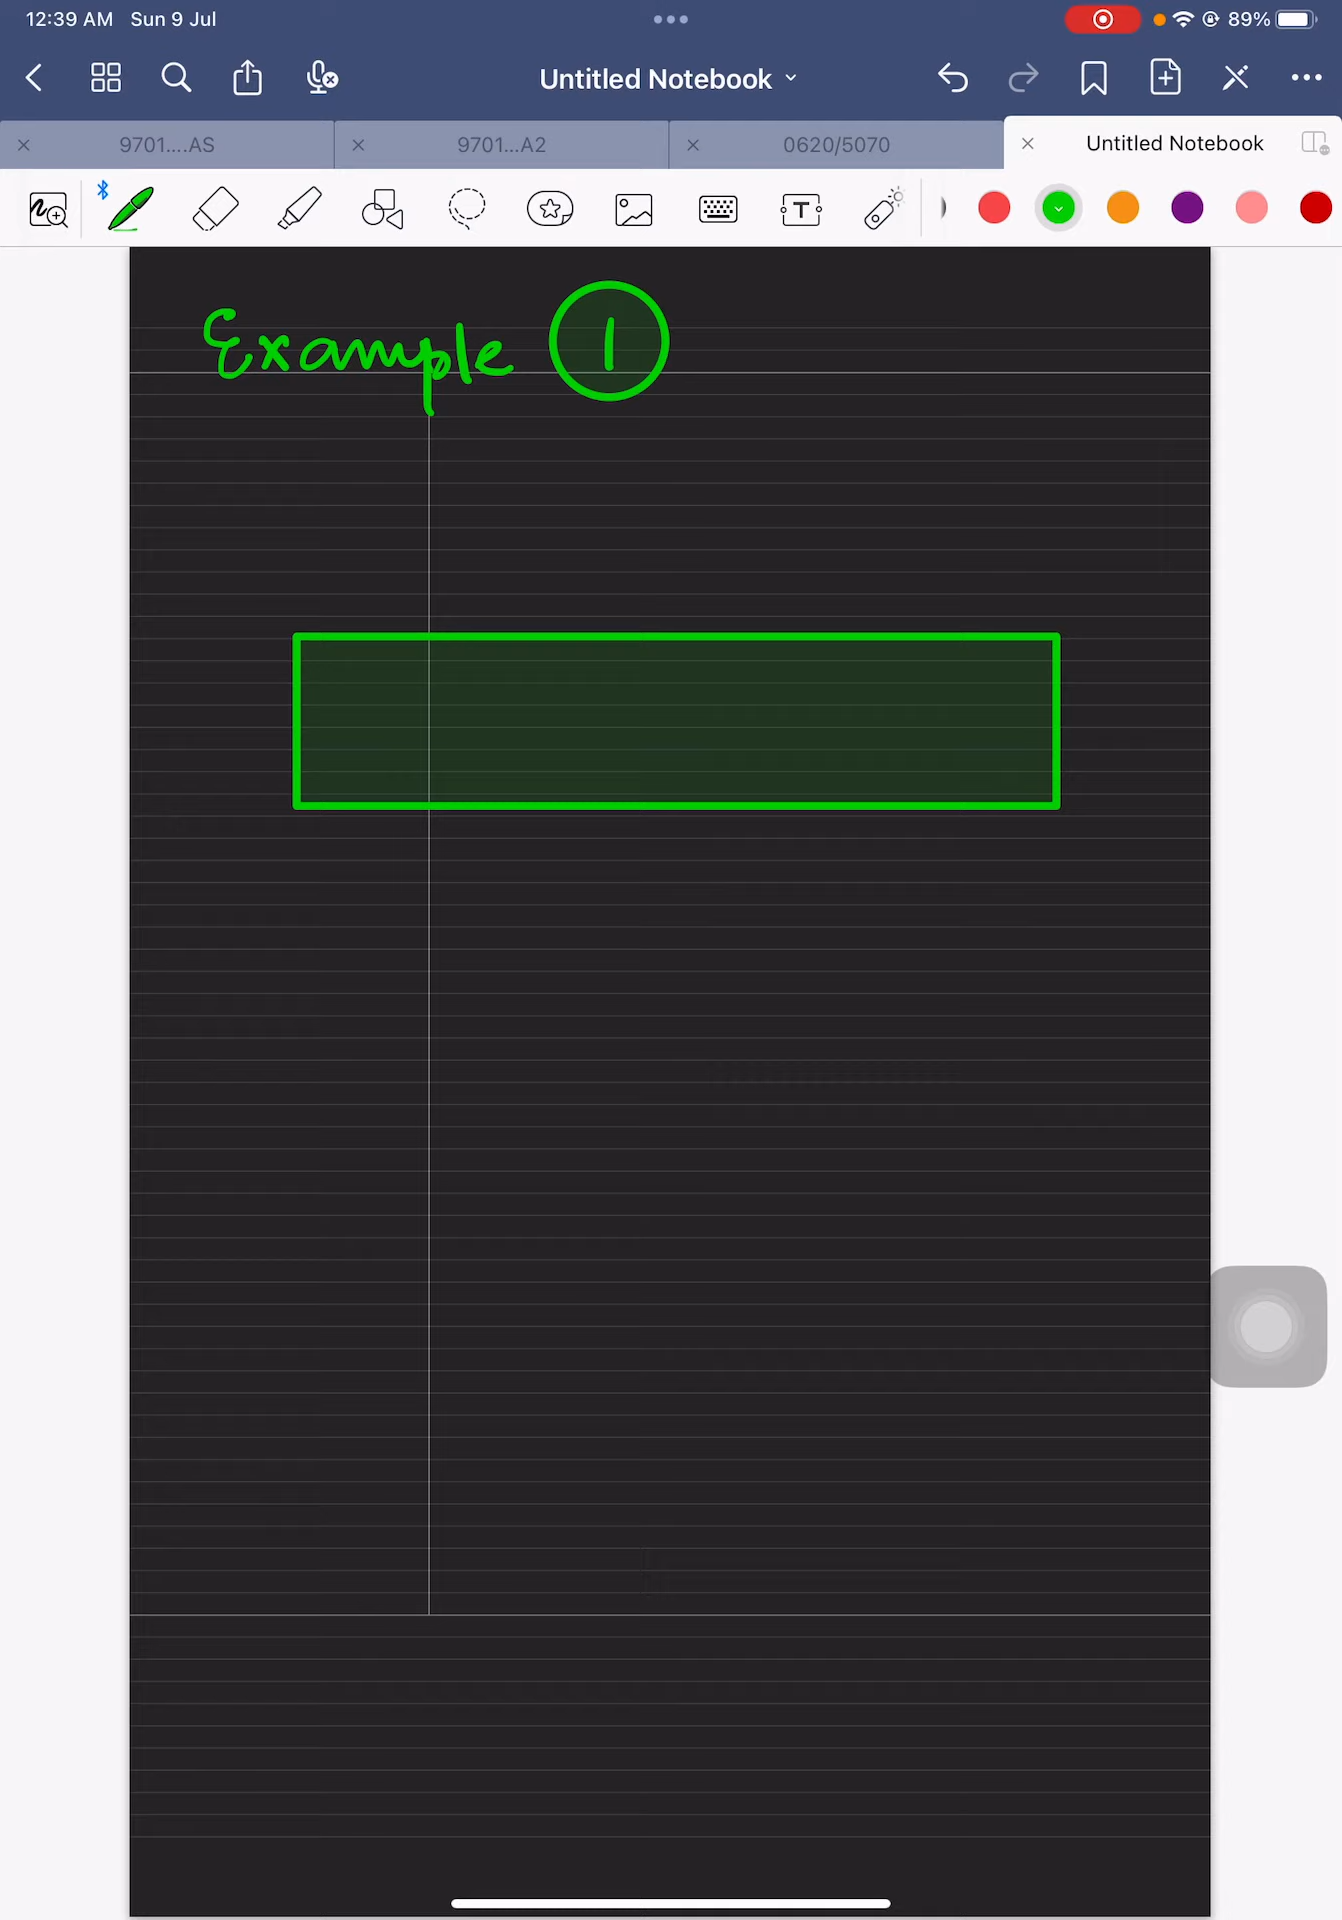 12:39 AM Sun 9 Jul 89%
Untitled Notebook
9701....AS 9701...A2 0620/5070 Untitled Notebook
T
Example 1